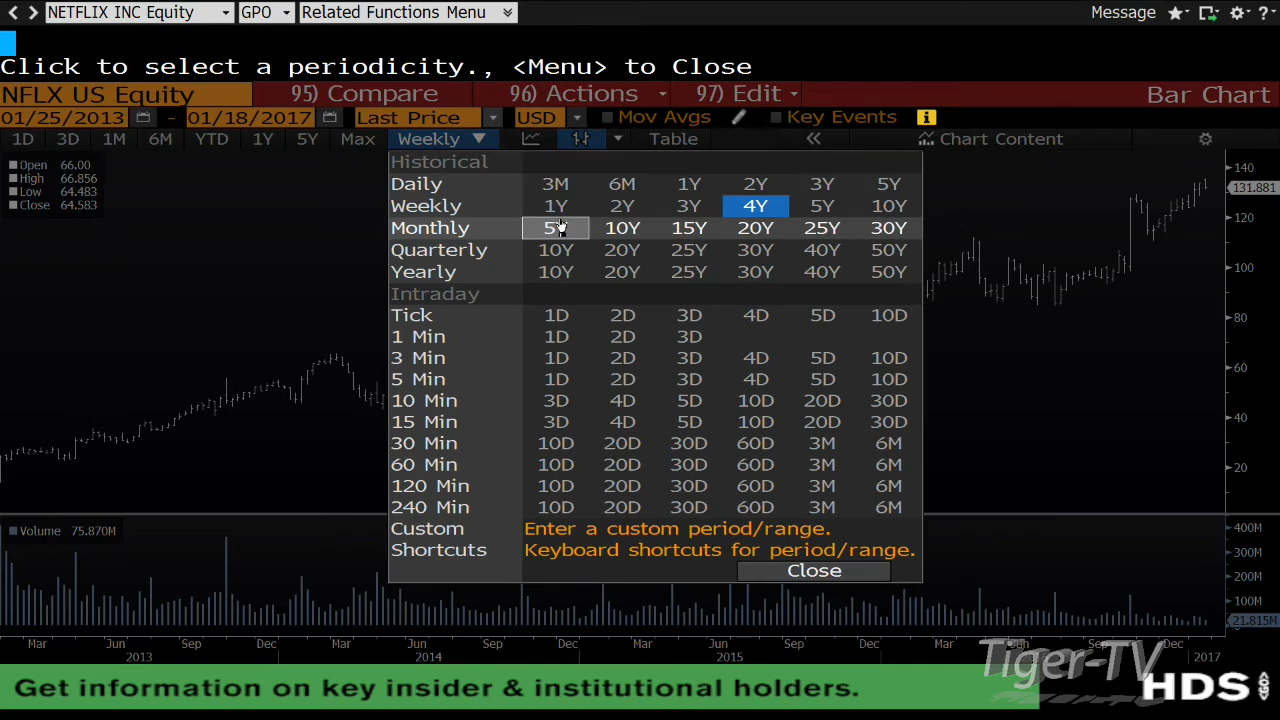 NETFLIX INC Equity GPO Related Functions Menu Message ?
Click to select a periodicity., <Menu> to Close
NFLX US Equity 95) Compare 96) Actions 97) Edit Bar Chart
01/25/2013 - 01/18/2017 Last Price USD Mov Avgs Key Events i
1D 3D 1M 6M YTD 1Y 5Y Max Weekly Table « Chart Content
Open 66.00
High 66.856
Low 64.483
Close 64.583
Historical
Daily 3M 6M 1Y 2Y 3Y 5Y
Weekly 1Y 2Y 3Y 4Y 5Y 10Y
Monthly 5Y 10Y 15Y 20Y 25Y 30Y
Quarterly 10Y 20Y 25Y 30Y 40Y 50Y
Yearly 10Y 20Y 25Y 30Y 40Y 50Y
Intraday
Tick 1D 2D 3D 4D 5D 10D
1 Min 1D 2D 3D
3 Min 1D 2D 3D 4D 5D 10D
5 Min 1D 2D 3D 4D 5D 10D
10 Min 3D 4D 5D 10D 20D 30D
15 Min 3D 4D 5D 10D 20D 30D
30 Min 10D 20D 30D 60D 3M 6M
60 Min 10D 20D 30D 60D 3M 6M
120 Min 10D 20D 30D 60D 3M 6M
240 Min 10D 20D 30D 60D 3M 6M
Custom Enter a custom period/range.
Shortcuts Keyboard shortcuts for period/range.
Close
140
131.881
120
100
80
60
40
20
Volume 75.870M
400M
300M
200M
100M
21.815M
Mar Jun Sep Dec Mar Jun Sep Dec Mar Jun Sep Dec Mar Jun Sep Dec
2013 2014 2015 2017
Tiger-TV
Get information on key insider & institutional holders. HDS <GO>